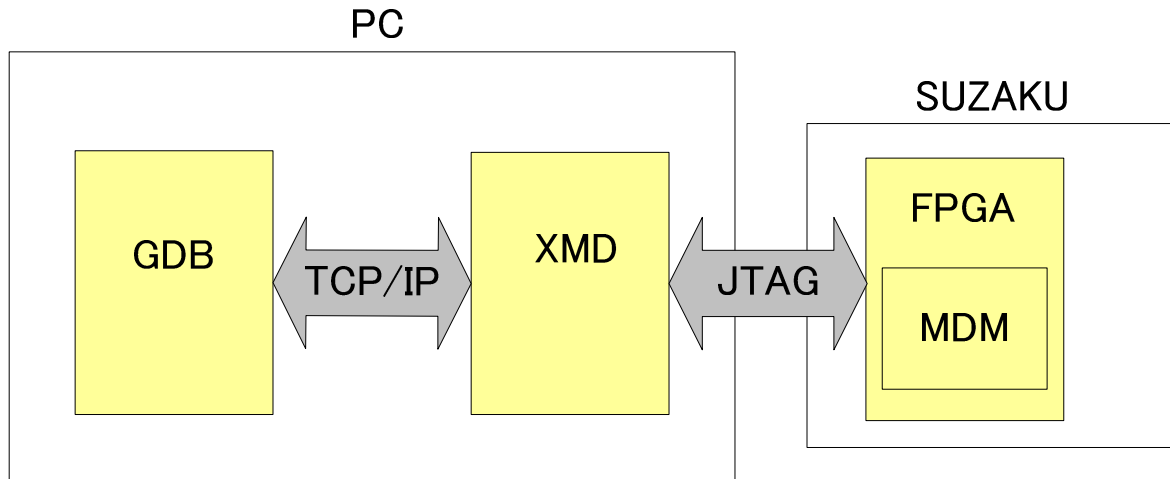 PC
SUZAKU
GDB
TCP/IP
XMD
JTAG
FPGA
MDM